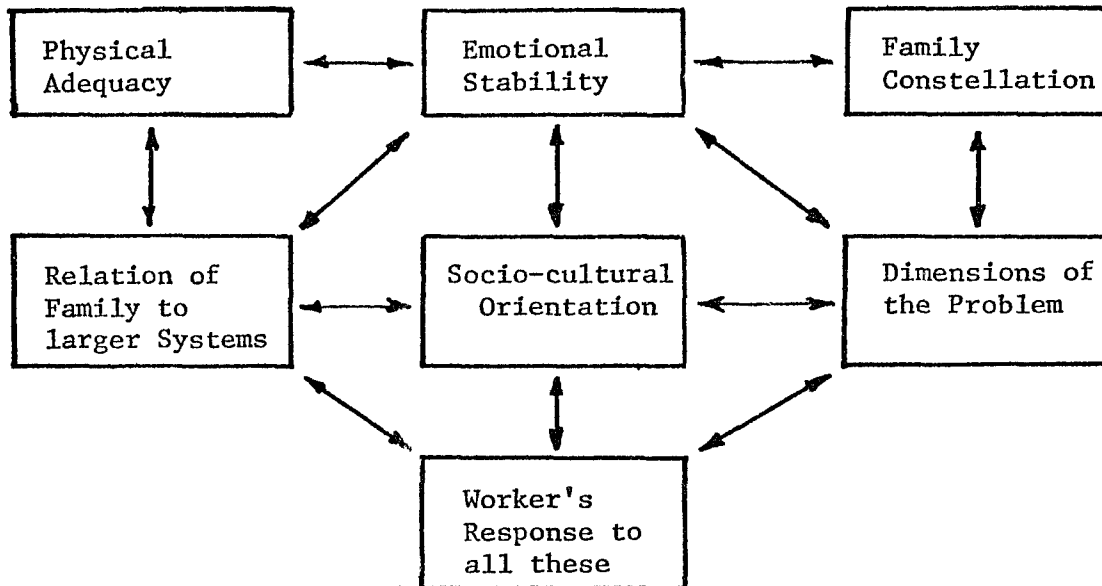 Physical
Adequacy
Emotional
Stability
Family
Constellation
Relation of
Family to
larger Systems
Socio-cultural
Orientation
Dimensions of
the Problem
Worker's
Response to
all these